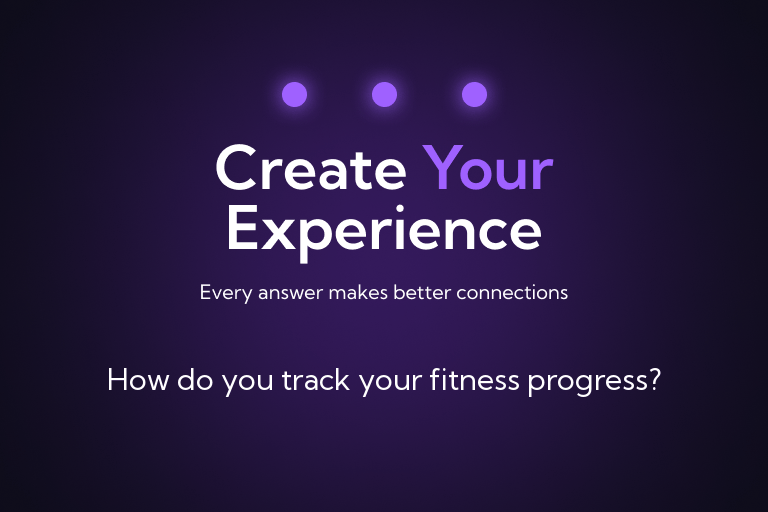 Create Your
Experience
Every answer makes better connections
How do you track your fitness progress?